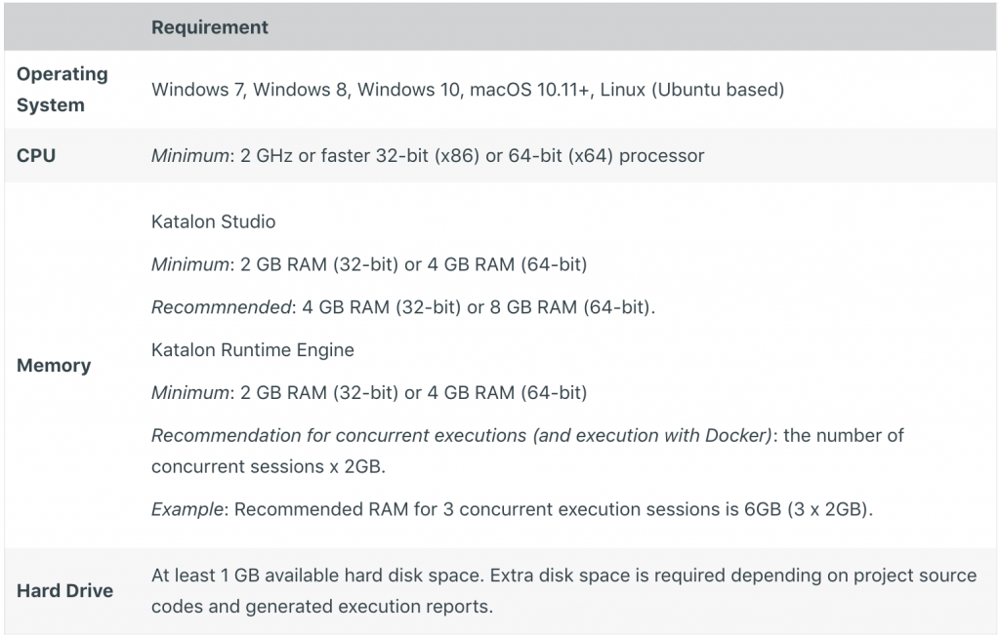 Requirement
Operating
System
Windows 7, Windows 8, Windows 10, macOS 10.11+, Linux (Ubuntu based)
CPU
Minimum: 2 GHz or faster 32-bit (x86) or 64-bit (x64) processor
Memory
Katalon Studio
Minimum: 2 GB RAM (32-bit) or 4 GB RAM (64-bit)
Recommnended: 4 GB RAM (32-bit) or 8 GB RAM (64-bit).
Katalon Runtime Engine
Minimum: 2 GB RAM (32-bit) or 4 GB RAM (64-bit)
Recommendation for concurrent executions (and execution with Docker): the number of
concurrent sessions x 2GB.
Example: Recommended RAM for 3 concurrent execution sessions is 6GB (3 x 2GB).
Hard Drive
At least 1 GB available hard disk space. Extra disk space is required depending on project source
codes and generated execution reports.